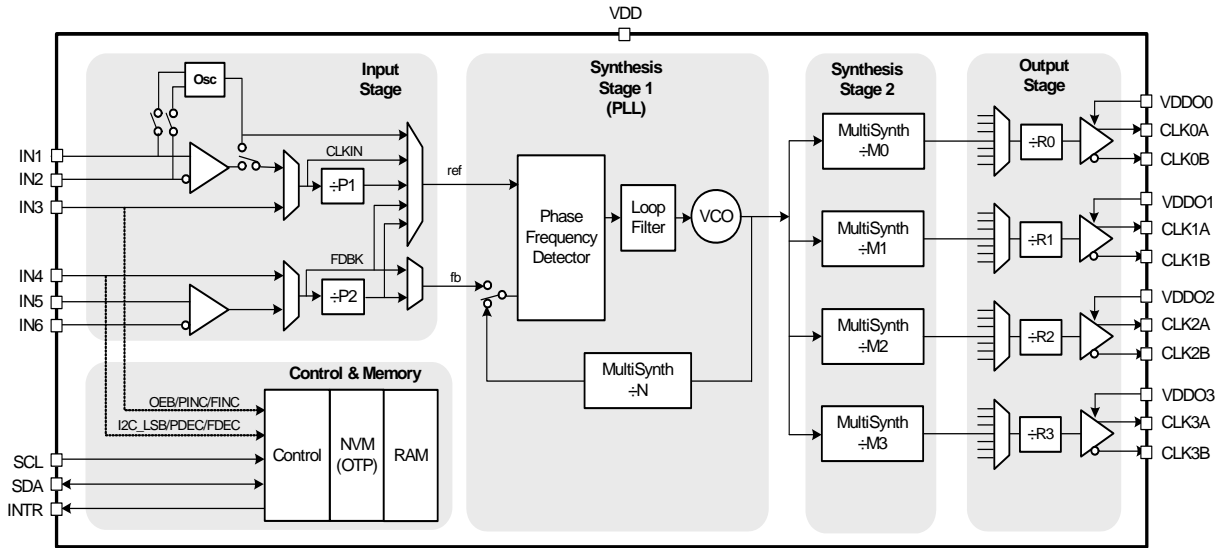 VDD
Input
Stage
Osc
IN1
IN2
IN3
IN4
IN5
IN6
CLKIN
÷P1
FDBK
÷P2
ref
fb
Synthesis
Stage 1
(PLL)
Phase
Frequency
Detector
Loop
Filter
VCO
MultiSynth
÷N
Synthesis
Stage 2
MultiSynth
÷M0
MultiSynth
÷M1
MultiSynth
÷M2
MultiSynth
÷M3
Output
Stage
÷R0
÷R1
÷R2
÷R3
VDDO0
CLK0A
CLK0B
VDDO1
CLK1A
CLK1B
VDDO2
CLK2A
CLK2B
VDDO3
CLK3A
CLK3B
Control & Memory
OEB/PINC/FINC
I2C_LSB/PDEC/FDEC
Control
NVM
(OTP)
RAM
SCL
SDA
INTR